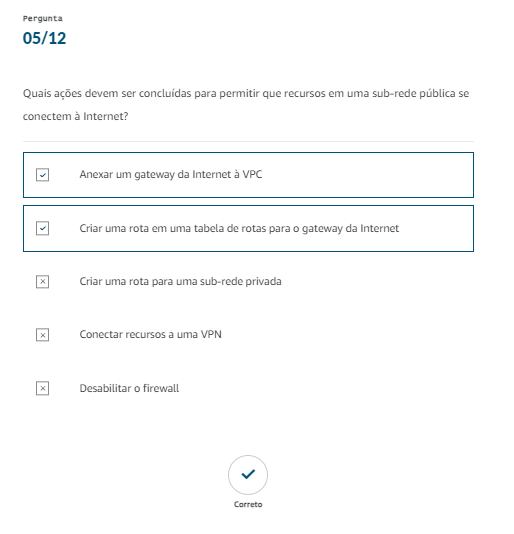 Pergunta
05/12
Quais ações devem ser concluídas para permitir que recursos em uma sub-rede pública se
conectem à Internet?
Anexar um gateway da Internet à VPC
Criar uma rota em uma tabela de rotas para o gateway da Internet
Criar uma rota para uma sub-rede privada
Conectar recursos a uma VPN
Desabilitar o firewall
Correto